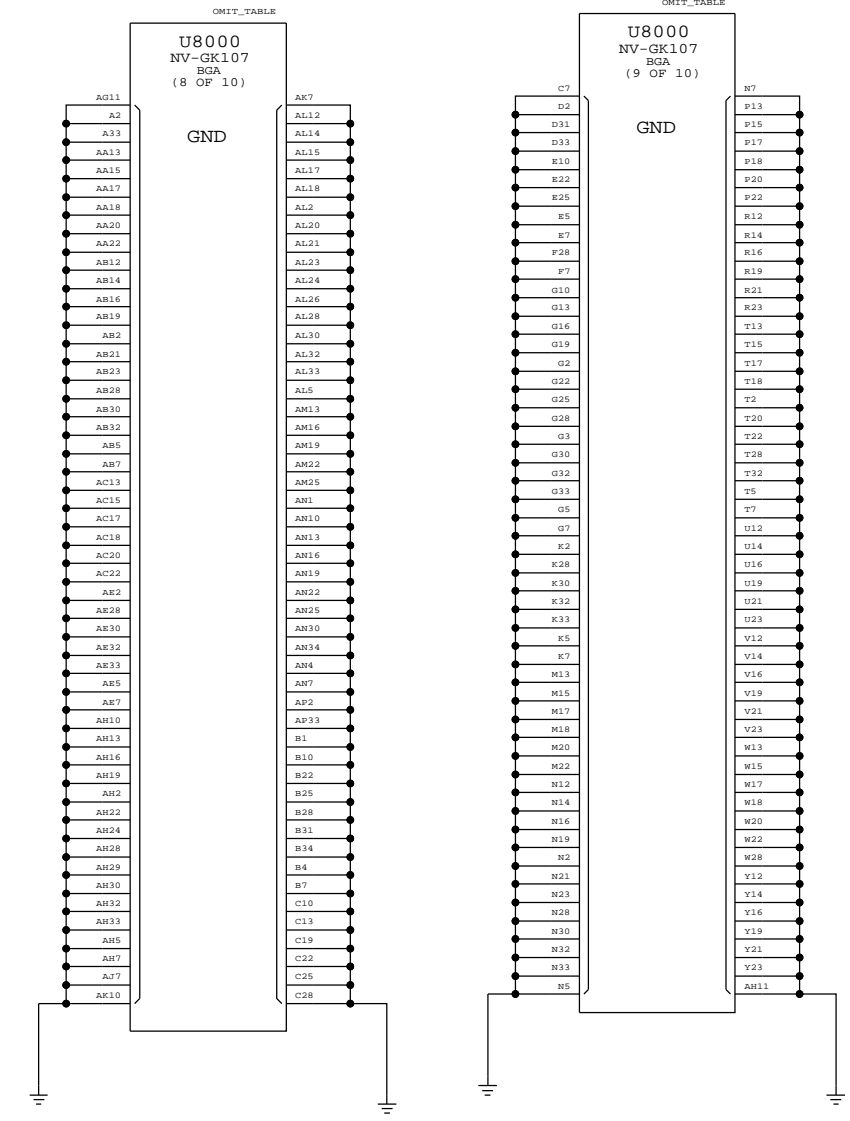 OMIT_TABLE
U8000
NV-GK107
BGA
(8 OF 10)
GND
AG11
A2
A33
AA13
AA15
AA17
AA18
AA20
AA22
AB12
AB14
AB16
AB19
AB2
AB21
AB23
AB28
AB30
AB32
AB5
AB7
AC13
AC15
AC17
AC18
AC20
AC22
AE2
AE28
AE30
AE32
AE33
AE5
AE7
AH10
AH13
AH16
AH19
AH2
AH22
AH24
AH28
AH29
AH30
AH32
AH33
AH5
AH7
AJ7
AK10
AK7
AL12
AL14
AL15
AL17
AL18
AL2
AL20
AL21
AL23
AL24
AL26
AL28
AL30
AL32
AL33
AL5
AM13
AM16
AM19
AM22
AM25
AN1
AN10
AN13
AN16
AN19
AN22
AN25
AN30
AN34
AN4
AN7
AP2
AP33
B1
B10
B22
B25
B28
B31
B34
B4
B7
C10
C13
C19
C22
C25
C28
OMIT_TABLE
U8000
NV-GK107
BGA
(9 OF 10)
GND
C7
D2
D31
D33
E10
E22
E25
E5
E7
F28
F7
G10
G13
G16
G19
G2
G22
G25
G28
G3
G30
G32
G33
G5
G7
K2
K28
K30
K32
K33
K5
K7
M13
M15
M17
M18
M20
M22
N12
N14
N16
N19
N2
N21
N23
N28
N30
N32
N33
N5
N7
P13
P15
P17
P18
P20
P22
R12
R14
R16
R19
R21
R23
T13
T15
T17
T18
T2
T20
T22
T28
T32
T5
T7
U12
U14
U16
U19
U21
U23
V12
V14
V16
V19
V21
V23
W13
W15
W17
W18
W20
W22
W28
Y12
Y14
Y16
Y19
Y21
Y23
AH11